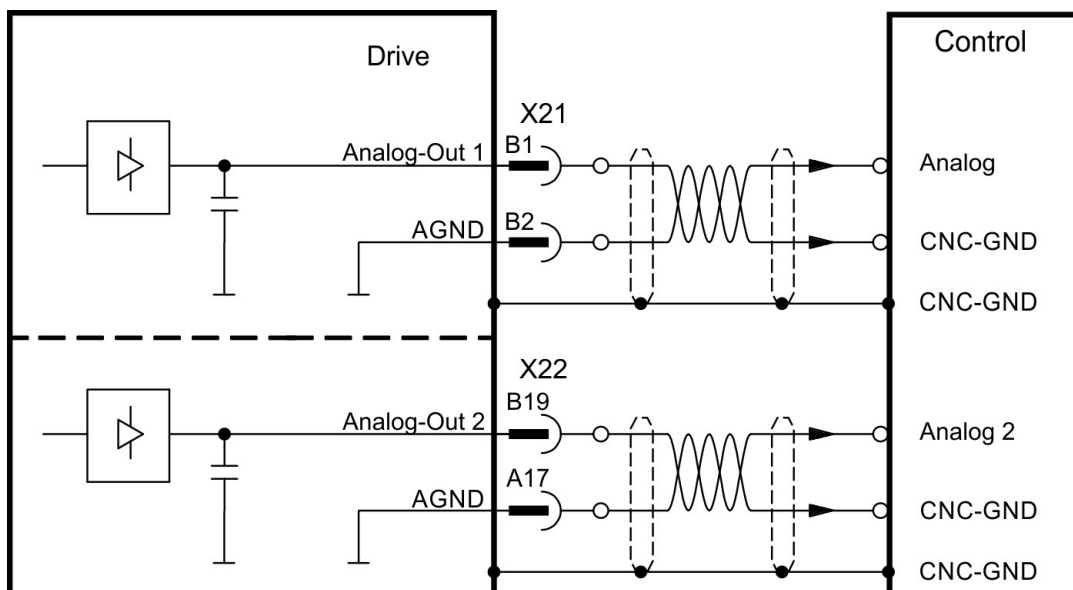 Drive
Control
X21
Analog-Out 1
B1
Analog
AGND
B2
CNC-GND
CNC-GND
X22
Analog-Out 2
B19
Analog 2
AGND
A17
CNC-GND
CNC-GND